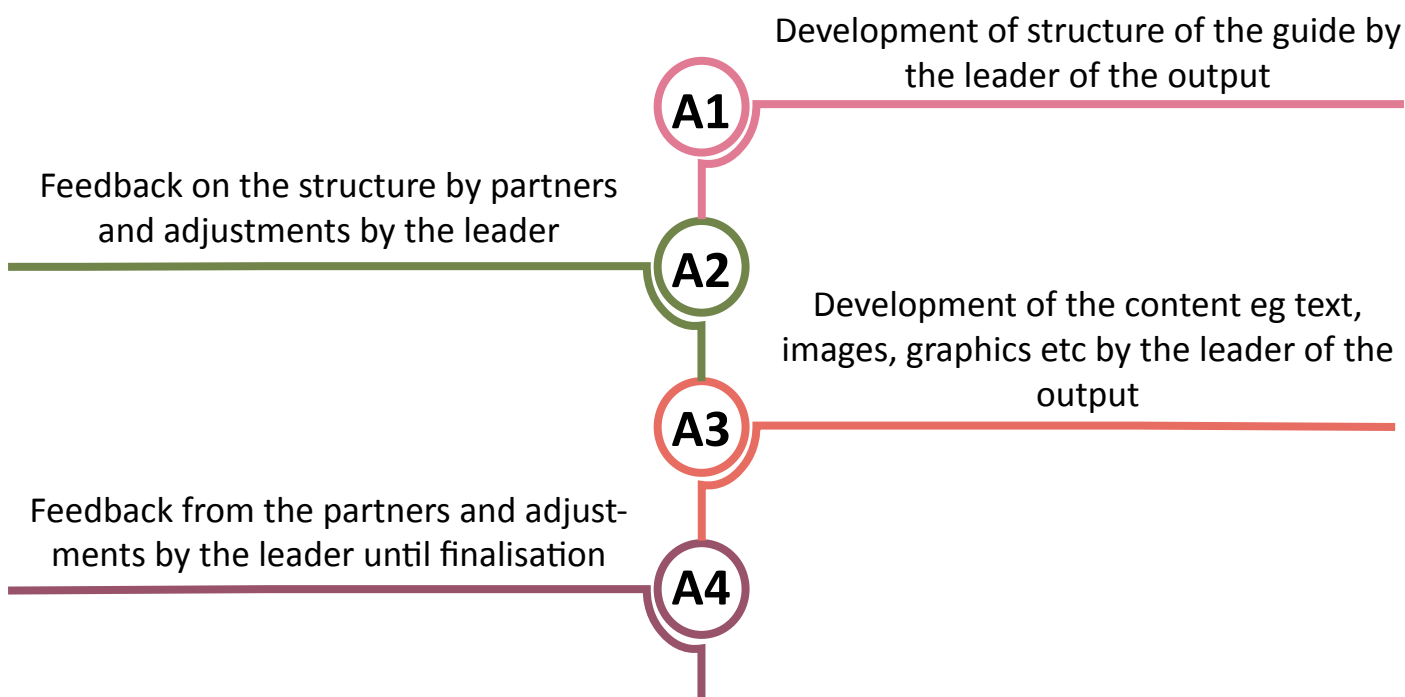 Development of structure of the guide by
the leader of the output
A1
Feedback on the structure by partners
and adjustments by the leader
A2
Development of the content eg text,
images, graphics etc by the leader of the
output
A3
Feedback from the partners and adjust-
ments by the leader until finalisation
A4